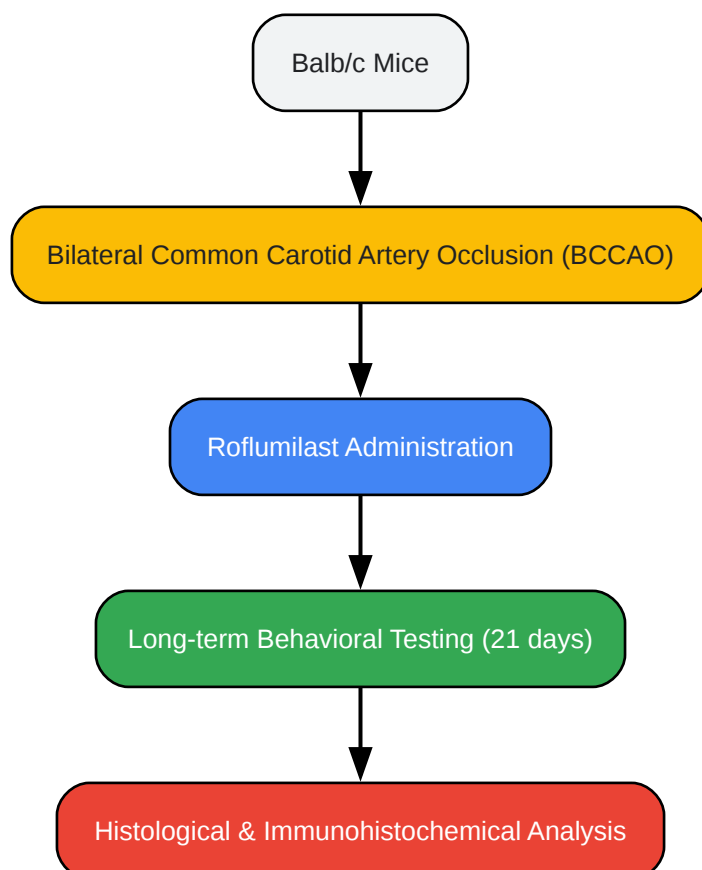 Balb/c Mice
Bilateral Common Carotid Artery Occlusion (BCCAO)
Roflumilast Administration
Long-term Behavioral Testing (21 days)
Histological & Immunohistochemical Analysis